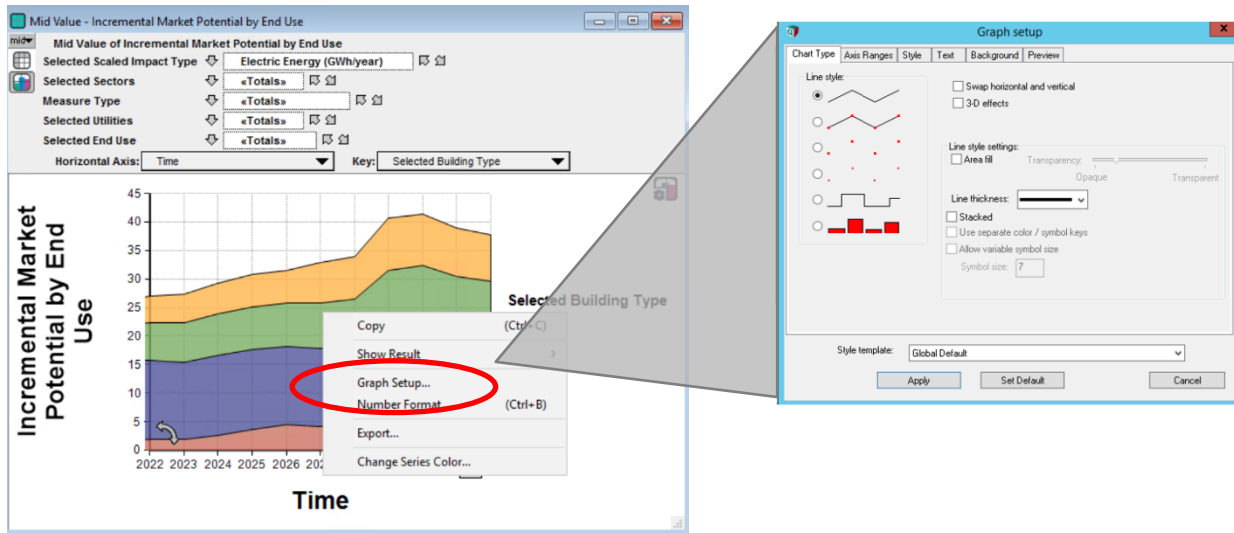 Mid Value - Incremental Market Potential by End Use
mid
Mid Value of Incremental Market Potential by End Use
Selected Scaled Impact Type Electric Energy (GWh/year)
Selected Sectors «Totals»
Measure Type «Totals»
Selected Utilities «Totals»
Selected End Use «Totals»
Horizontal Axis: Time Key: Selected Building Type
Incremental Market
Potential by End
Use
45
40
35
30
25
20
15
10
5
0
2022 2023 2024 2025 2026
Time
Selected Building Type
Copy (Ctrl+C)
Show Result
Graph Setup...
Number Format (Ctrl+B)
Export...
Change Series Color...
Graph setup
Chart Type Axis Ranges Style Text Background Preview
Line style:
Swap horizontal and vertical
3-D effects
Line style settings:
Area fill Transparency:
Opaque Transparent
Line thickness:
Stacked
Use separate color / symbol keys
Allow variable symbol size
Symbol size: 7
Style template: Global Default
Apply Set Default Cancel